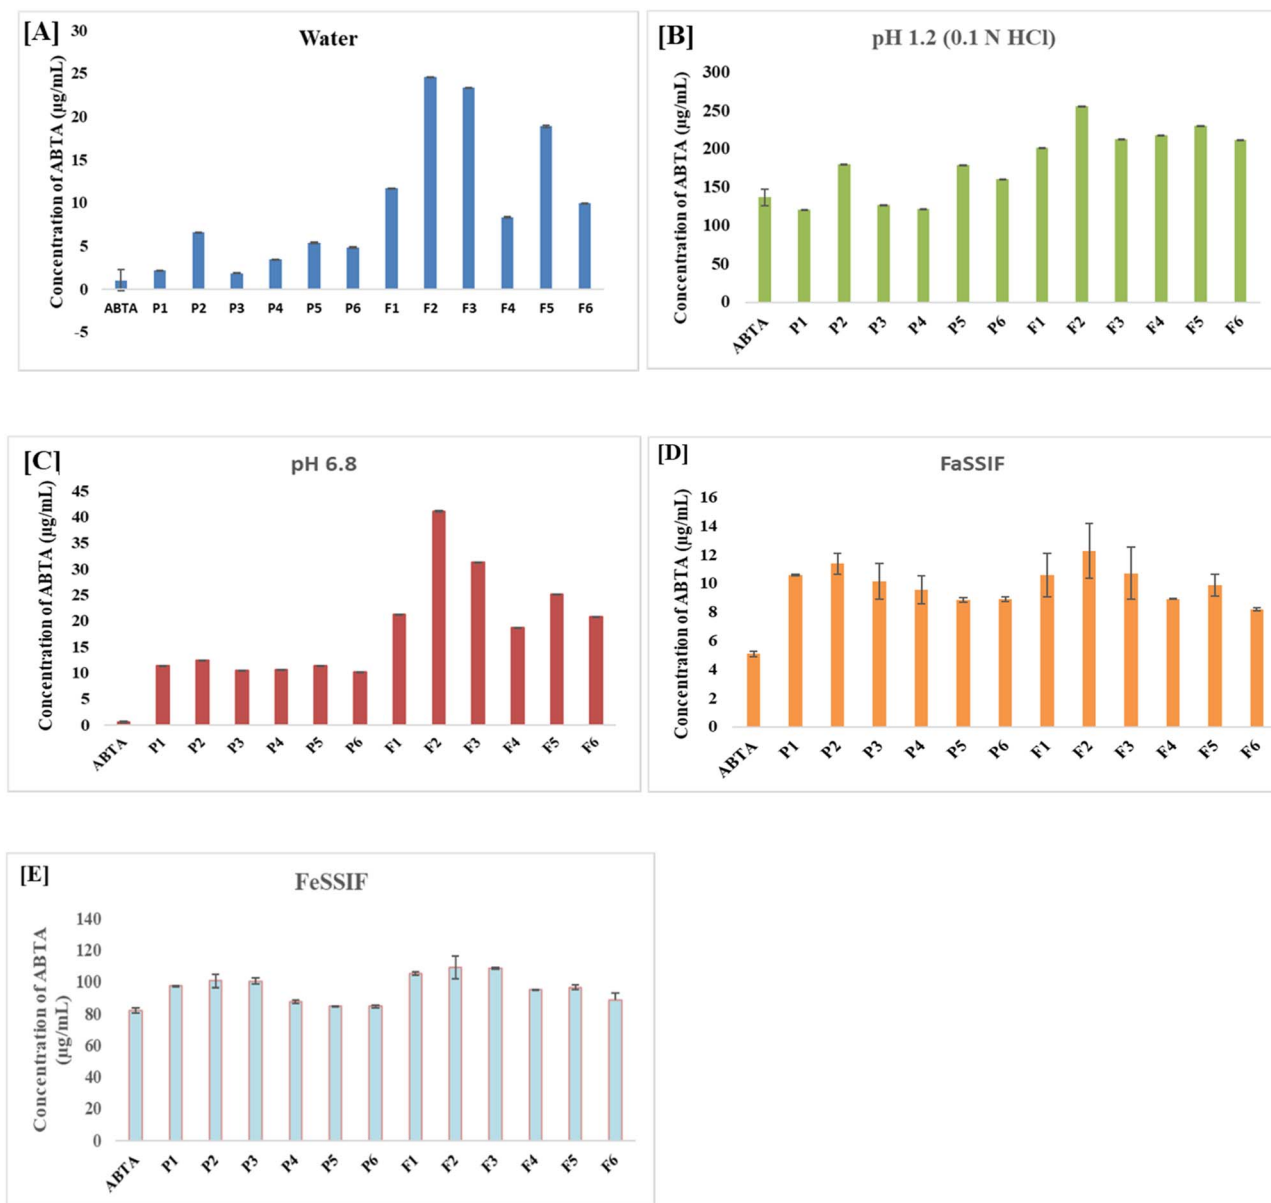 [A]
Water
Concentration of ABTA (µg/mL)
30
25
20
15
10
5
0
-5
ABTA P1 P2 P3 P4 P5 P6 F1 F2 F3 F4 F5 F6
[B]
pH 1.2 (0.1 N HCl)
Concentration of ABTA (µg/mL)
300
250
200
150
100
50
0
ABTA P1 P2 P3 P4 P5 P6 F1 F2 F3 F4 F5 F6
[C]
pH 6.8
Concentration of ABTA (µg/mL)
45
40
35
30
25
20
15
10
5
0
ABTA P1 P2 P3 P4 P5 P6 F1 F2 F3 F4 F5 F6
[D]
FaSSIF
Concentration of ABTA (µg/mL)
16
14
12
10
8
6
4
2
0
ABTA P1 P2 P3 P4 P5 P6 F1 F2 F3 F4 F5 F6
[E]
FeSSIF
Concentration of ABTA
(µg/mL)
140
120
100
80
60
40
20
0
ABTA P1 P2 P3 P4 P5 P6 F1 F2 F3 F4 F5 F6